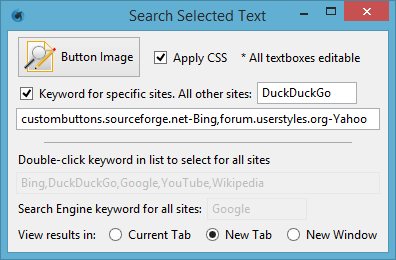 Search Selected Text
Button Image Apply CSS * All textboxes editable
Keyword for specific sites. All other sites: DuckDuckGo
custombuttons.sourceforge.net-Bing,forum.userstyles.org-Yahoo
Double-click keyword in list to select for all sites
Bing,DuckDuckGo,Google,YouTube,Wikipedia
Search Engine keyword for all sites: Google
View results in: Current Tab New Tab New Window